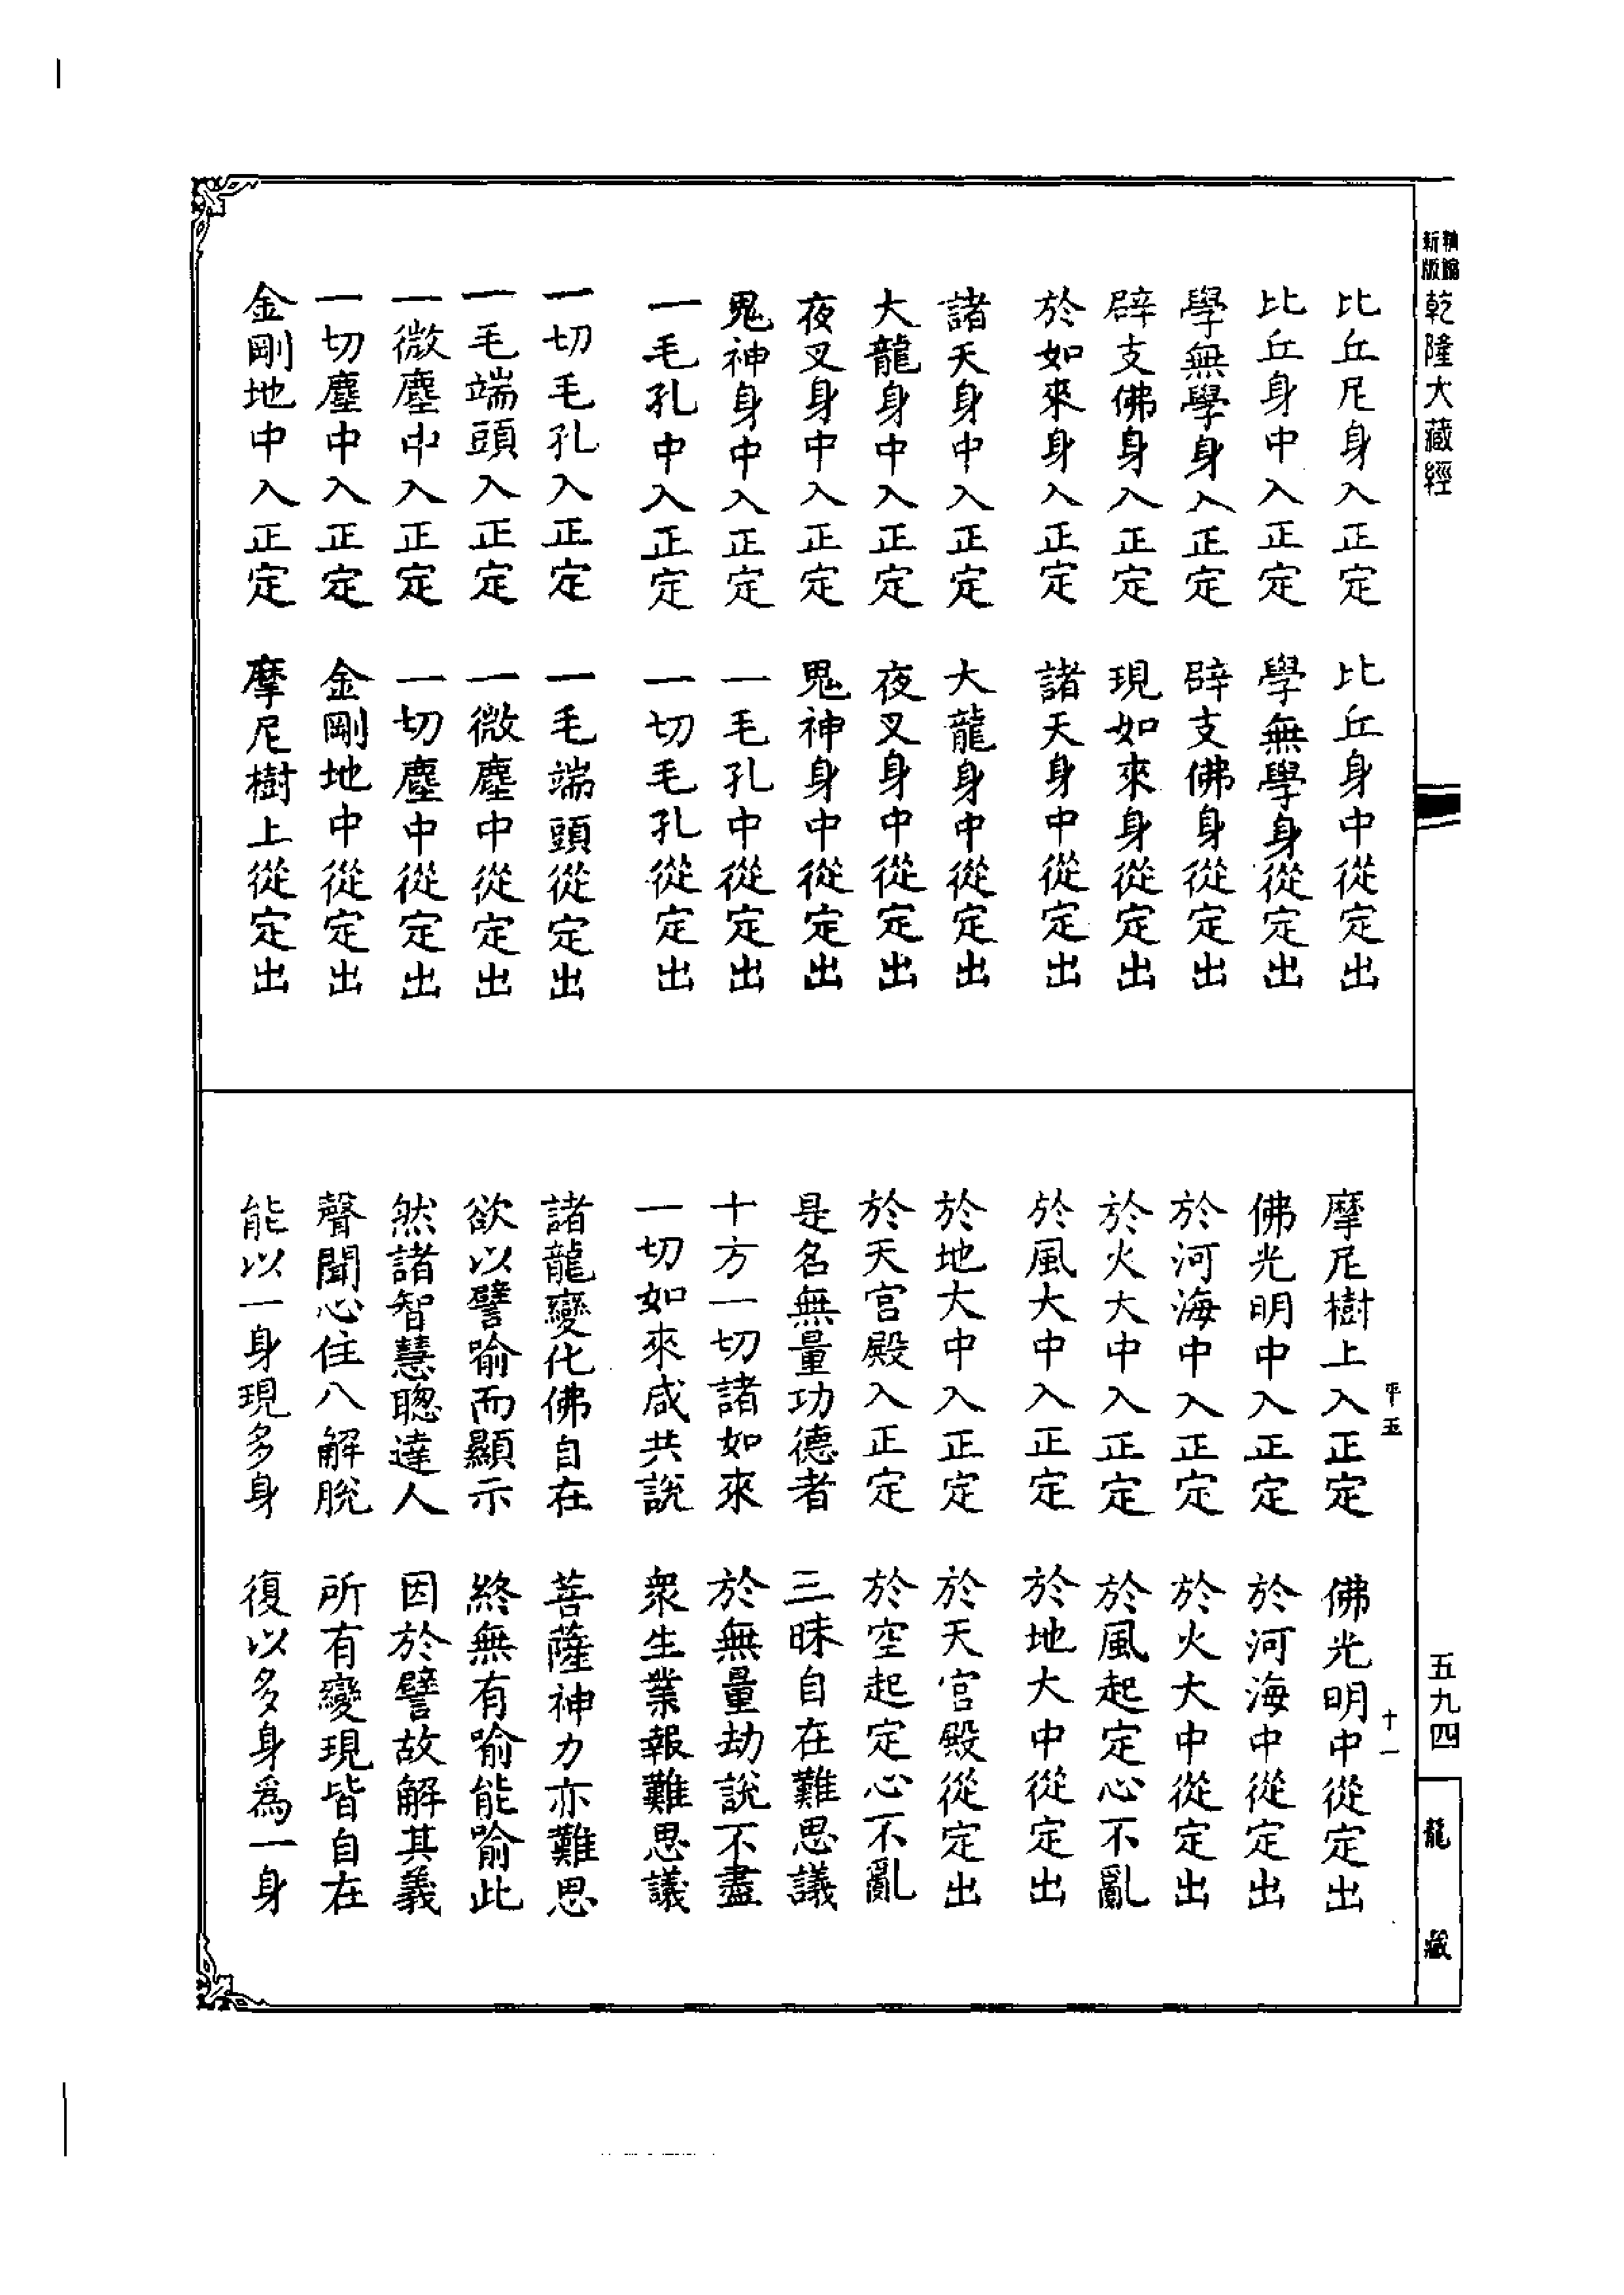 新版
乾隆大藏經
比丘尼身入正定　比丘身中從定出
比丘身中入正定　學無學身從定出
學無學身入正定　辟支佛身從定出
辟支佛身入正定　現如來身從定出
於如來身入正定　諸天身中從定出
諸天身中入正定　大龍身中從定出
大龍身中入正定　夜叉身中從定出
夜叉身中入正定　鬼神身中從定出
鬼神身中入正定　一毛孔中從定出
一毛孔中入正定　一切毛孔從定出
一切毛孔入正定　一毛端頭從定出
一毛端頭入正定　一微塵中從定出
一微塵中入正定　一切塵中從定出
一切塵中入正定　金剛地中從定出
金剛地中入正定　摩尼樹上從定出
十一
摩尼樹上入正定　佛光明中從定出
佛光明中入正定　於河海中從定出
於河海中入正定　於火大中從定出
於火大中入正定　於風起定心不亂
於風大中入正定　於地大中從定出
於地大中入正定　於天宮殿從定出
於天宮殿入正定　於空起定心不亂
是名無量功德者　三昧自在難思議
十方一切諸如來　於無量劫說不盡
一切如來咸共說　衆生業報難思議
諸龍變化佛自在　菩薩神力亦難思
欲以譬喻而顯示　終無有喻能喻此
然諸智慧聰達人　因於譬故解其義
聲聞心住八解脫　所有變現皆自在
能以一身現多身　復以多身爲一身
五九四
龍藏